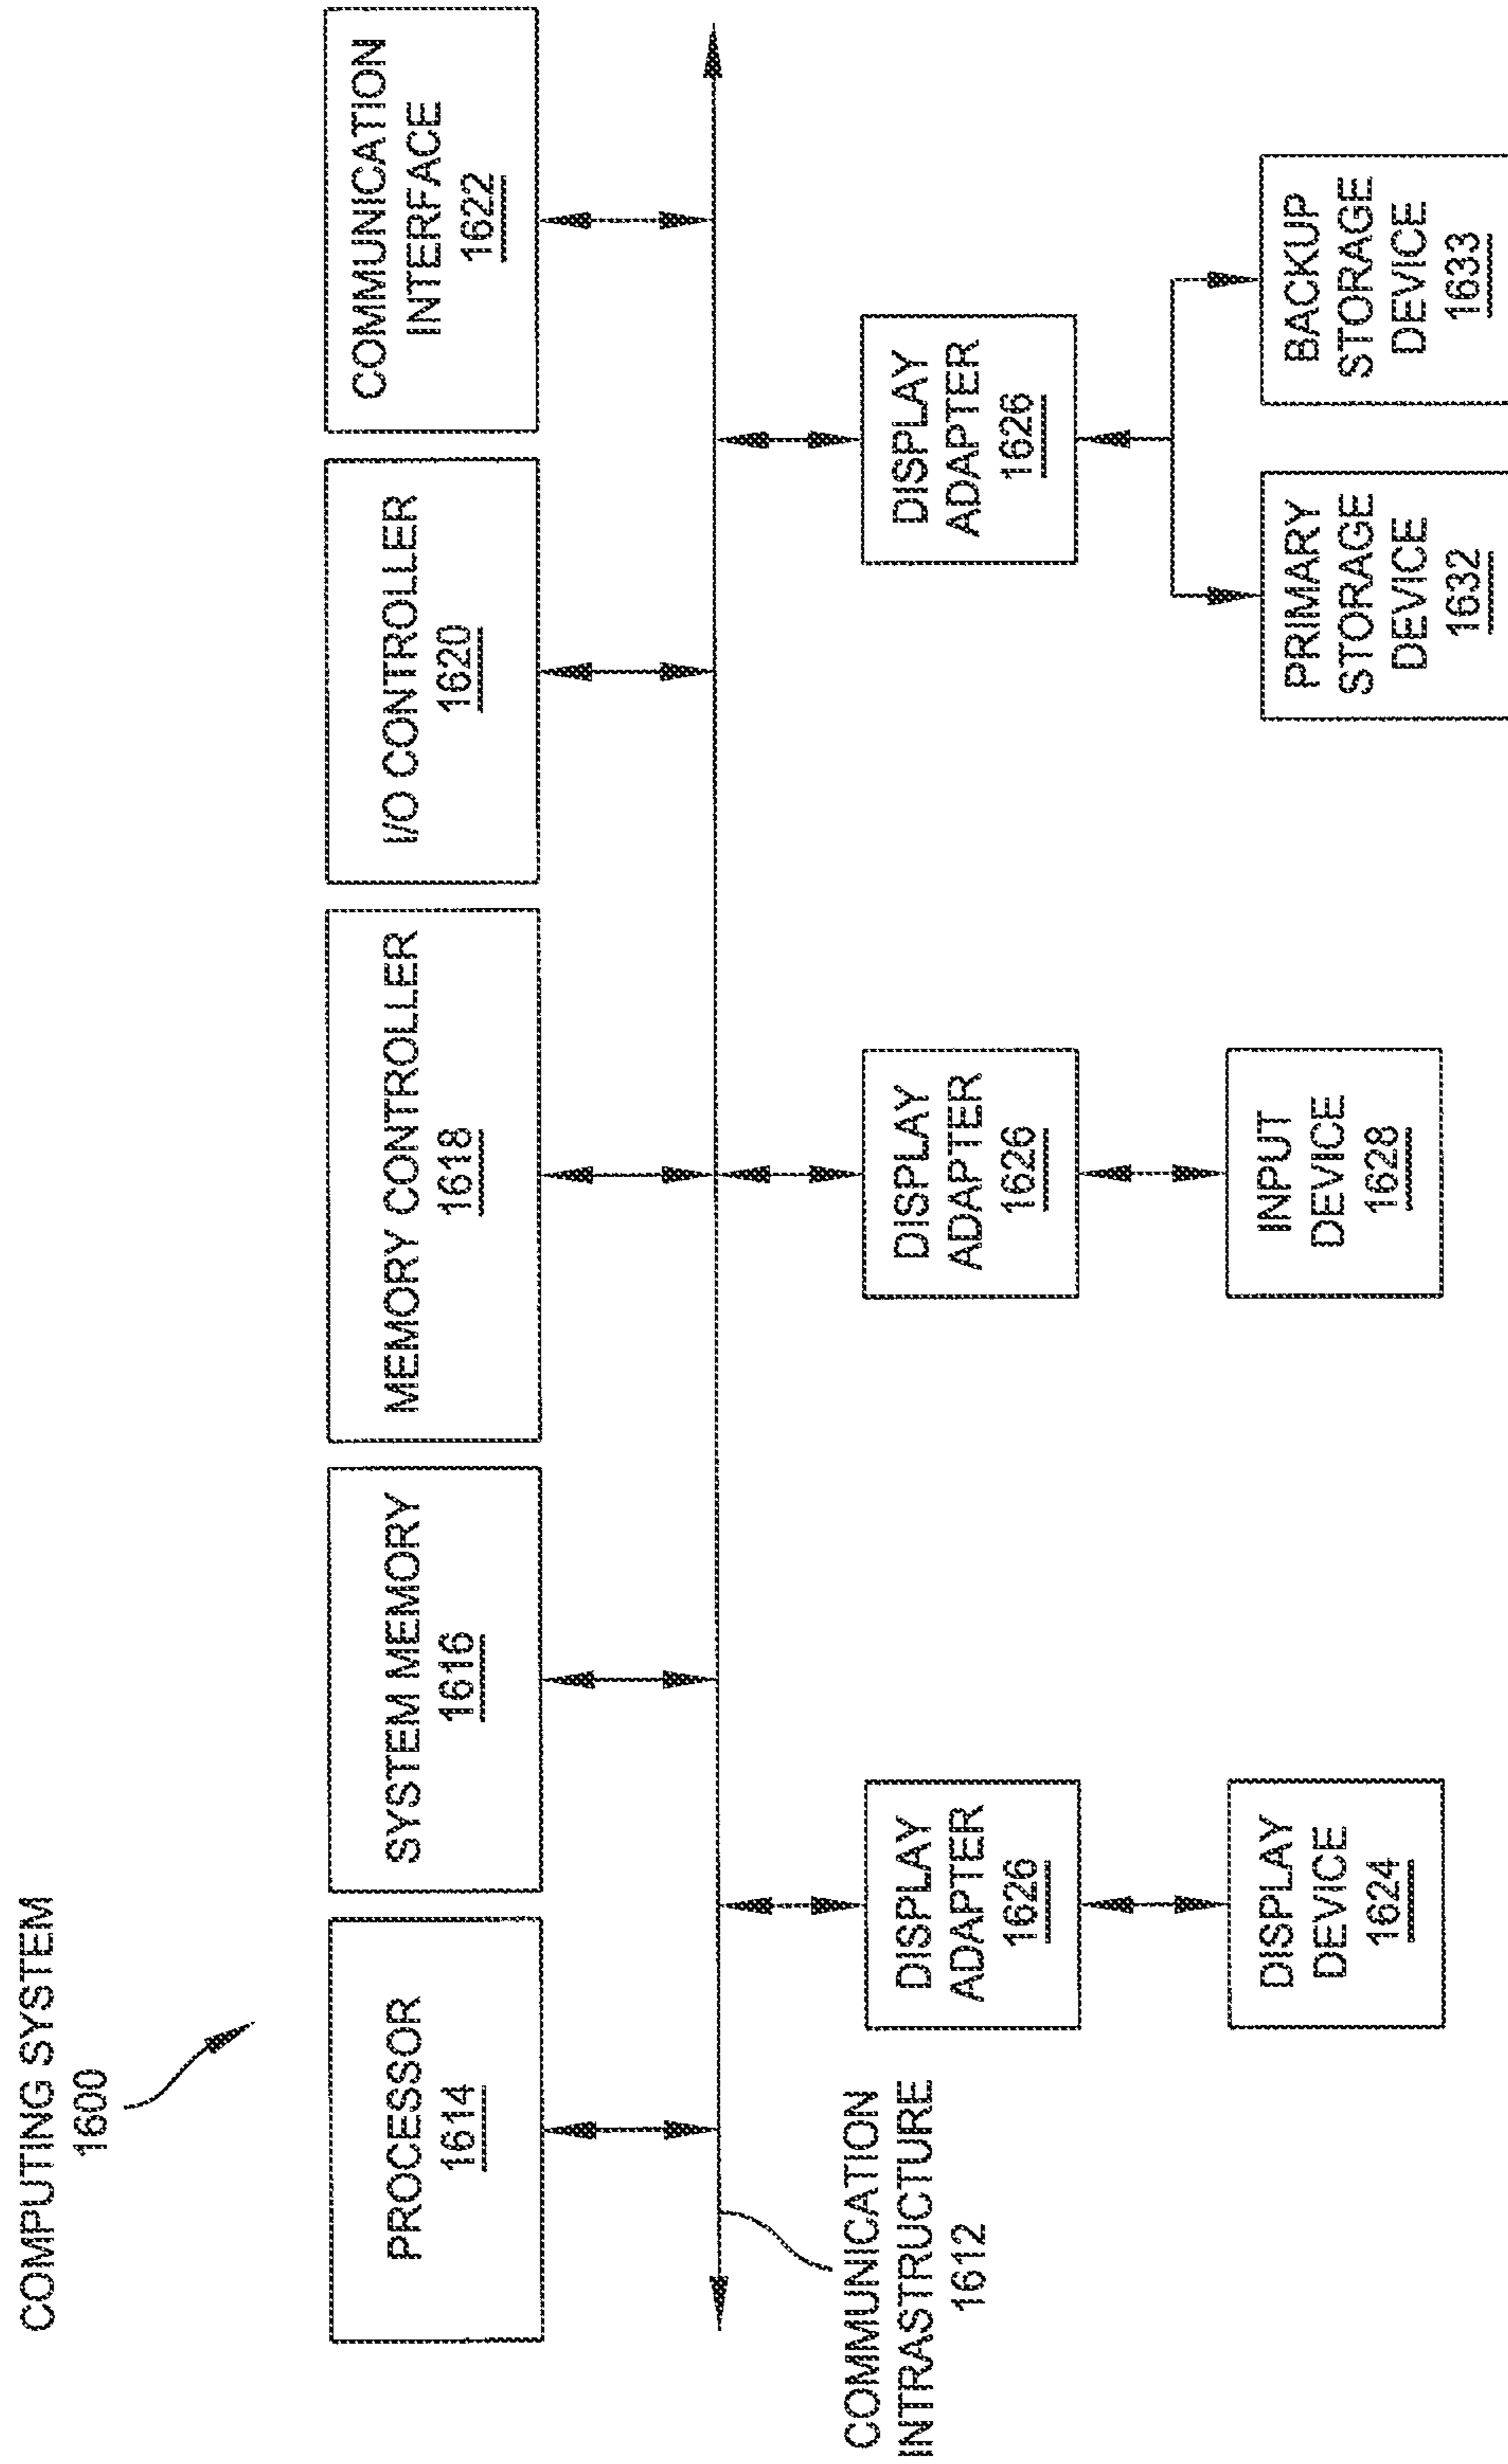 COMPUTING SYSTEM
1600
PROCESSOR
1614
SYSTEM MEMORY
1616
MEMORY CONTROLLER
1618
I/O CONTROLLER
1620
COMMUNICATION
INTERFACE
1622
COMMUNICATION
INTRASTRUCTURE
1612
DISPLAY
ADAPTER
1626
DISPLAY
ADAPTER
1626
DISPLAY
ADAPTER
1626
DISPLAY
DEVICE
1624
INPUT
DEVICE
1628
PRIMARY
STORAGE
DEVICE
1632
BACKUP
STORAGE
DEVICE
1633